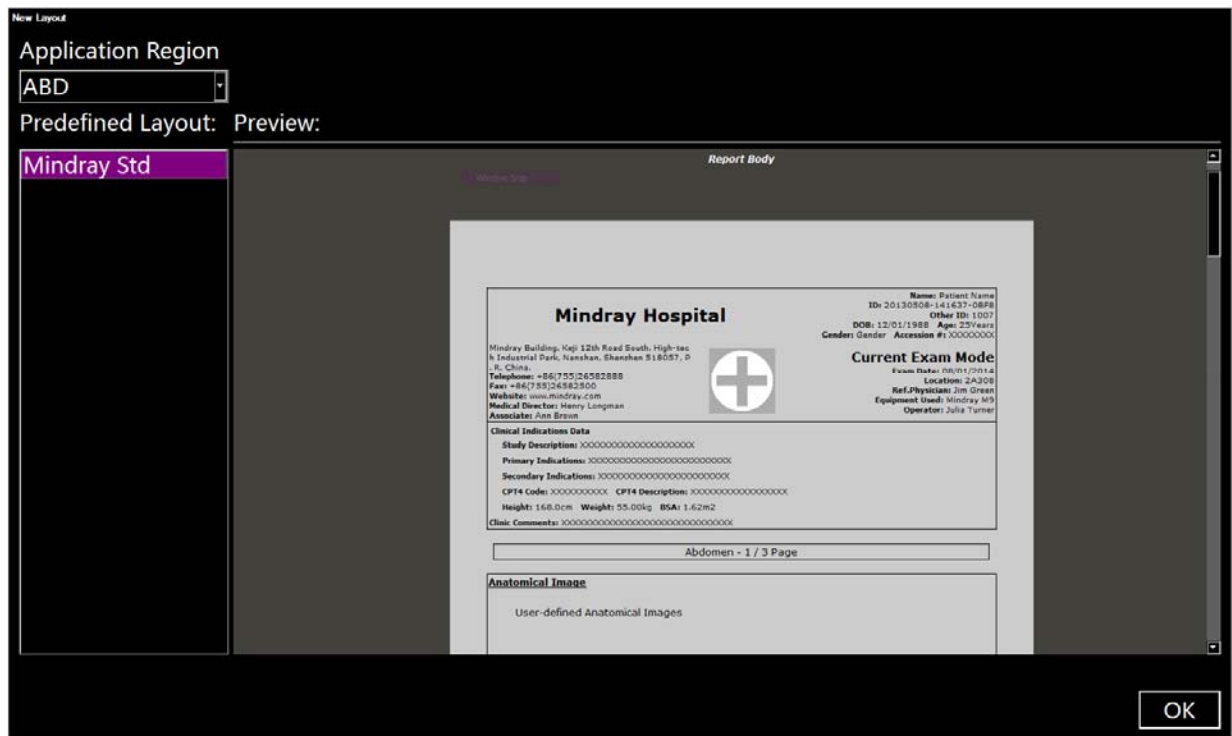 New Layout
Application Region
ABD
Predefined Layout: Preview:
Mindray Std
Report Body
Mindray Hospital
Mindray Building, Keji 12th Road South, High-tec
h Industrial Park, Nanshan, Shenzhen 518057, P
. R. China.
Telephone: +86(755)26582888
Fax: +86(755)26582500
Website: www.mindray.com
Medical Director: Henry Longman
Associate: Ann Brown
Name: Patient Name
ID: 20130508-141637-08F8
Other ID: 1007
DOB: 12/01/1988 Age: 25Years
Gender: Gender Accession #: XXXXXXXX
Current Exam Mode
Exam Date: 08/01/2014
Location: 2A308
Ref.Physician: Jim Green
Equipment Used: Mindray M9
Operator: Julia Turner
Clinical Indications Data
Study Description: XXXXXXXXXXXXXXXXXXXX
Primary Indications: XXXXXXXXXXXXXXXXXXXXXXXXX
Secondary Indications: XXXXXXXXXXXXXXXXXXXXXXX
CPT4 Code: XXXXXXXXXX CPT4 Description: XXXXXXXXXXXXXXXXX
Height: 168.0cm Weight: 55.00kg BSA: 1.62m2
Clinic Comments: XXXXXXXXXXXXXXXXXXXXXXXXXXXXXX
Abdomen - 1 / 3 Page
Anatomical Image
User-defined Anatomical Images
OK